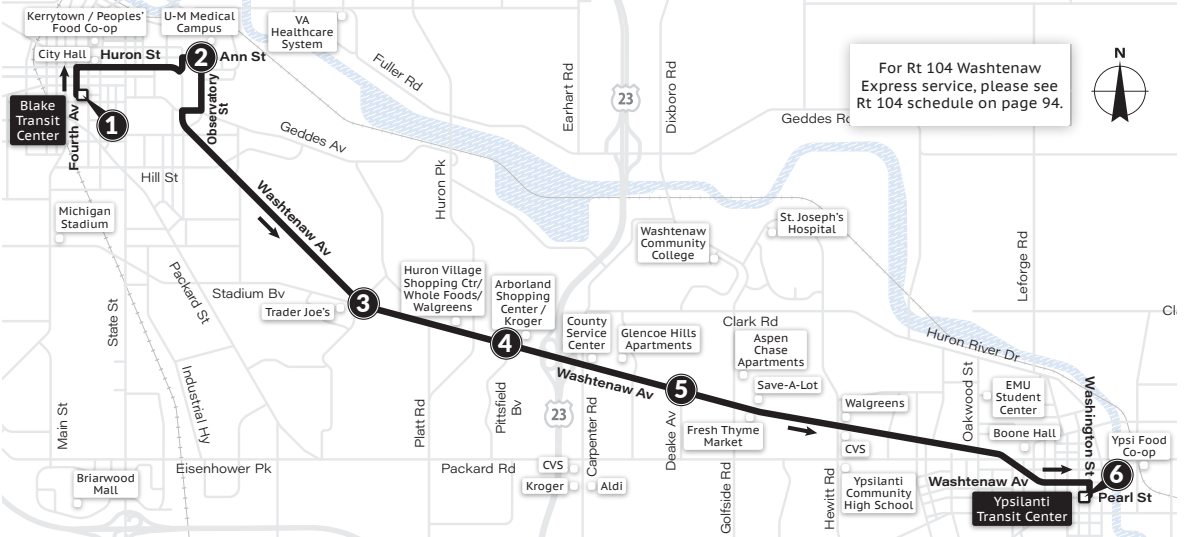 Kerrytown / Peoples'
Food Co-op
U-M Medical
Campus
VA
Healthcare
System
City Hall
Huron St
2
Ann St
Fuller Rd
Blake
Transit
Center
1
Fourth Av
Observatory
St
Geddes Av
Earhart Rd
23
Dixboro Rd
Geddes Rd
For Rt 104 Washtenaw
Express service, please see
Rt 104 schedule on page 94.
N
Hill St
Huron Pk
Michigan
Stadium
Washtenaw Av
Washtenaw
Community
College
St. Joseph's
Hospital
Leforge Rd
Packard St
Stadium Bv
Trader Joe's
3
Huron Village
Shopping Ctr/
Whole Foods/
Walgreens
Arborland
Shopping
Center /
Kroger
4
County
Service
Center
Glencoe Hills
Apartments
Clark Rd
Aspen
Chase
Apartments
Huron River Dr
Cl
State St
Industrial Hy
Main St
Washtenaw Av
5
Save-A-Lot
Fresh Thyme
Market
Walgreens
CVS
Oakwood St
EMU
Student
Center
Boone Hall
Washington St
Ypsi Food
Co-op
Platt Rd
Pittsfield
Bv
23
Carpenter Rd
Deake Av
Golfside Rd
Hewitt Rd
Eisenhower Pk
Briarwood
Mall
Packard Rd
CVS
Kroger
Aldi
Ypsilanti
Community
High School
Washtenaw Av
6
Ypsilanti
Transit Center
Pearl St